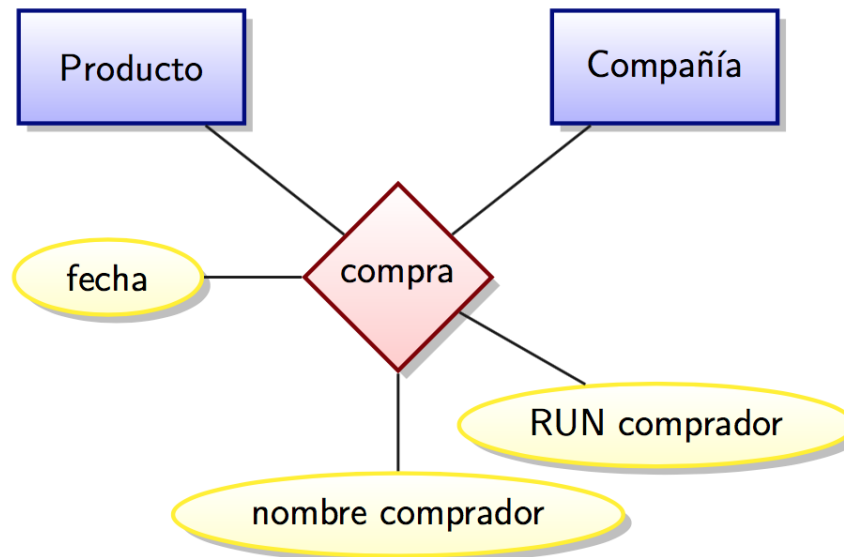 Producto
Compañía
compra
fecha
RUN comprador
nombre comprador